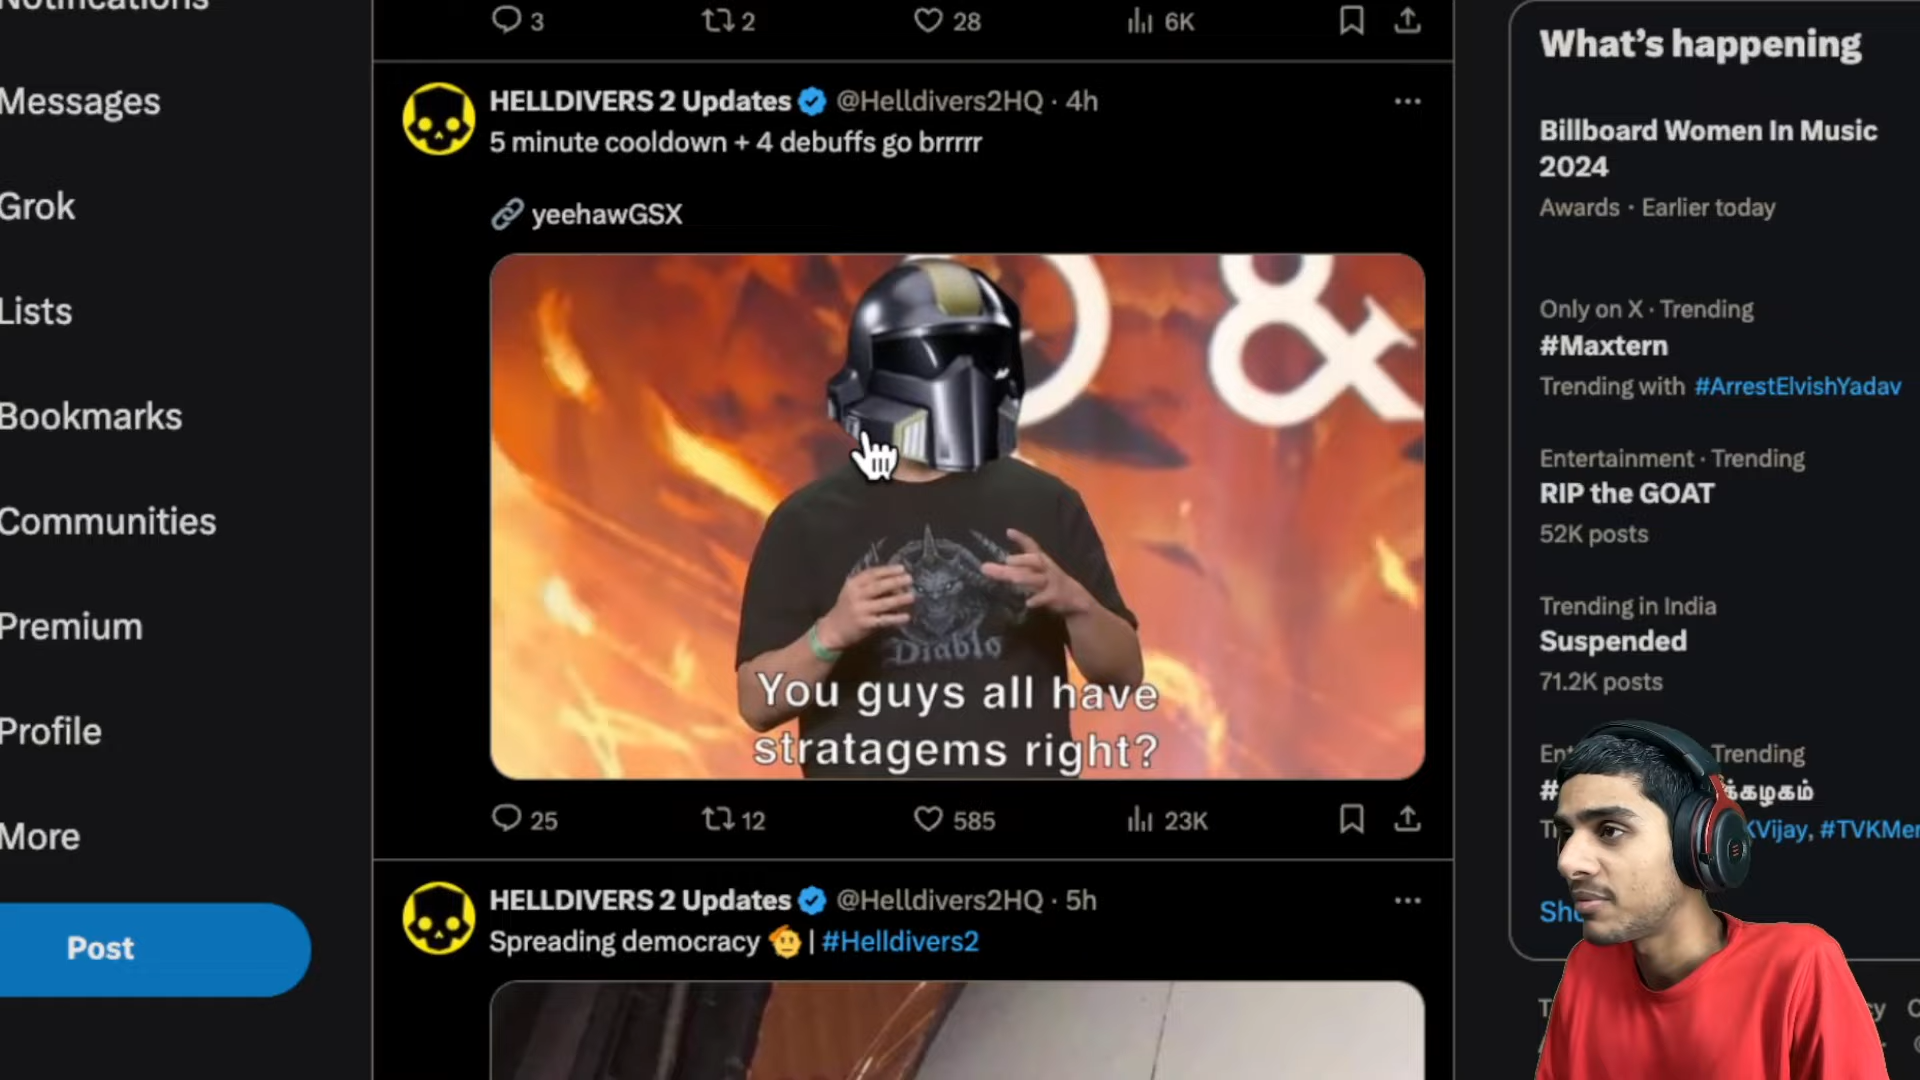 Notifications
Messages
Grok
Lists
Bookmarks
Communities
Premium
Profile
More
Post
3
2
28
6K
HELLDIVERS 2 Updates @Helldivers2HQ · 4h
5 minute cooldown + 4 debuffs go brrrrr
yeehawGSX
&
Diablo
You guys all have
stratagems right?
25
12
585
23K
HELLDIVERS 2 Updates @Helldivers2HQ · 5h
Spreading democracy | #Helldivers2
What's happening
Billboard Women In Music
2024
Awards · Earlier today
Only on X · Trending
#Maxtern
Trending with #ArrestElvishYadav
Entertainment · Trending
RIP the GOAT
52K posts
Trending in India
Suspended
71.2K posts
Trending
#
KVijay, #TVKMer